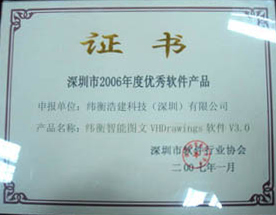 证书
深圳市2006年度优秀软件产品
申报单位：纬衡浩建科技（深圳）有限公司
产品名称：纬衡智能图文VHDrawings软件V3.0
深圳市软件行业协会
二00七年一月